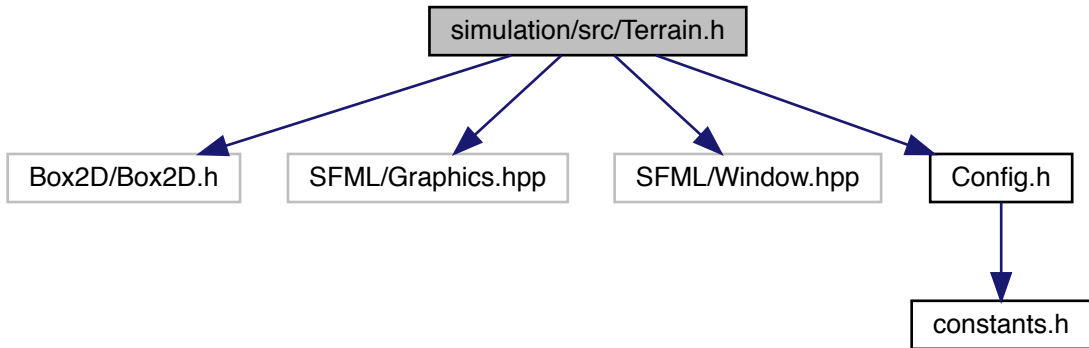 simulation/src/Terrain.h
Box2D/Box2D.h
SFML/Graphics.hpp
SFML/Window.hpp
Config.h
constants.h